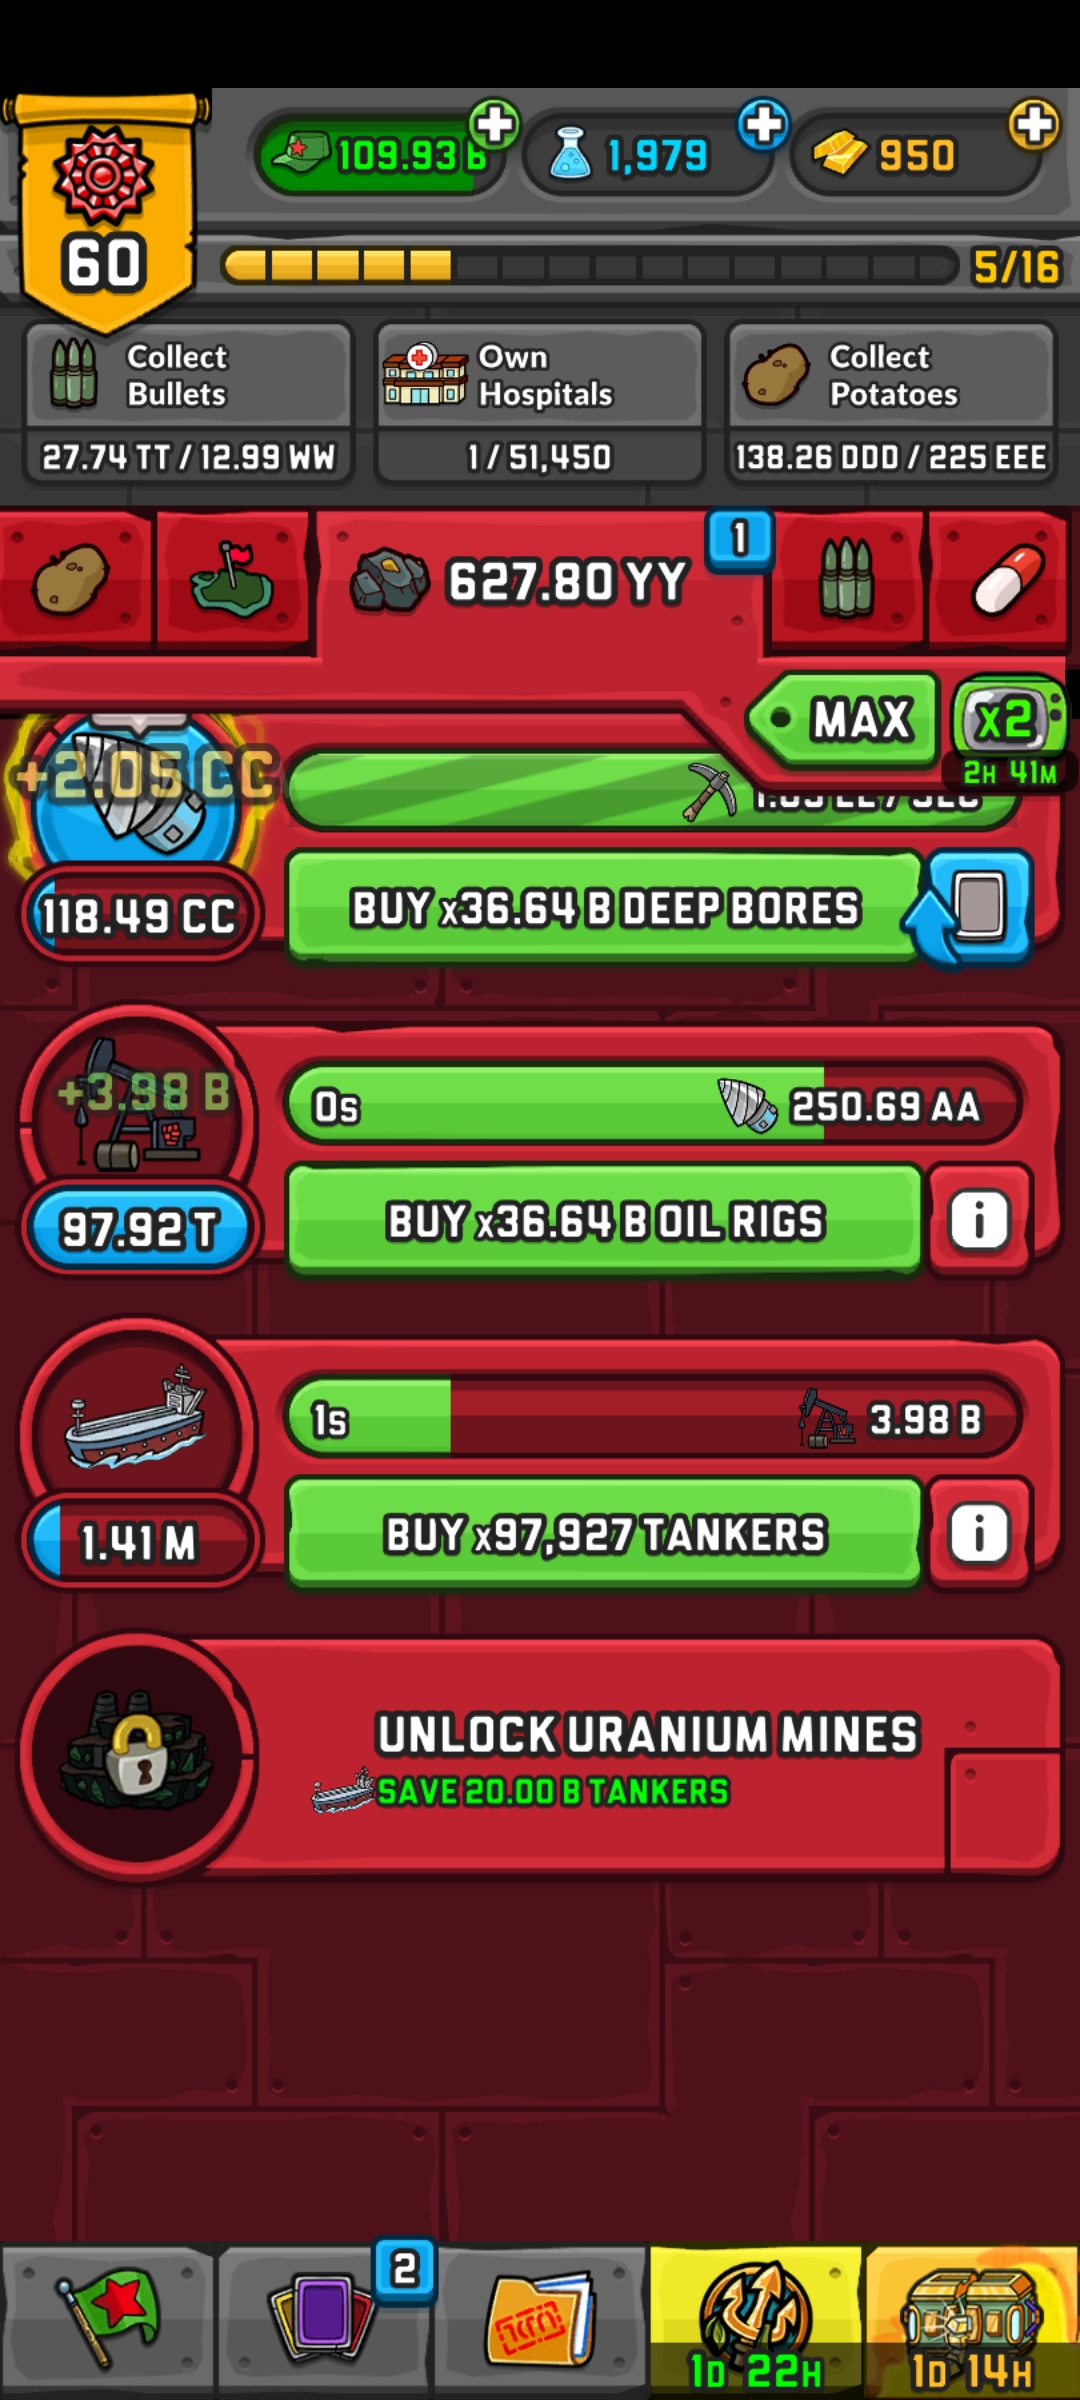 109.93 B
1,979
950
60
5/16
Collect Bullets
27.74 TT / 12.99 WW
Own Hospitals
1 / 51,450
Collect Potatoes
138.26 DDD / 225 EEE
627.80 YY
1
MAX
x2
2H 41M
+2.05 CC
118.49 CC
BUY x36.64 B DEEP BORES
+3.98 B
0s
250.69 AA
97.92 T
BUY x36.64 B OIL RIGS
i
1s
3.98 B
1.41 M
BUY x97,927 TANKERS
i
UNLOCK URANIUM MINES
SAVE 20.00 B TANKERS
2
1D 22H
1D 14H